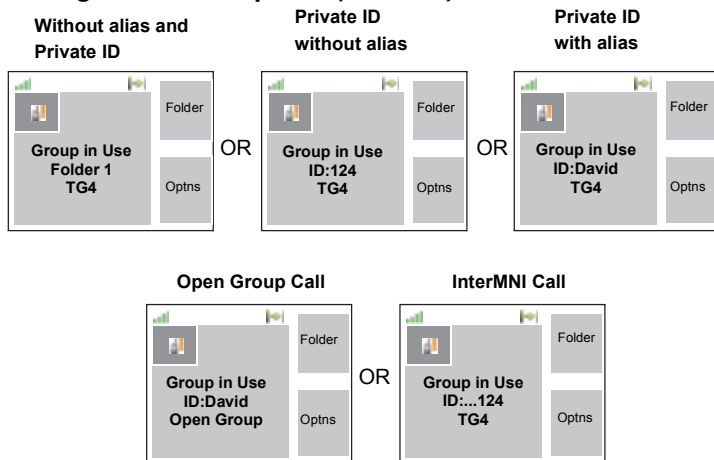 Without alias and
Private ID
Private ID
without alias
Private ID
with alias
Folder
Group in Use
Folder 1
TG4
Optns
OR
Folder
Group in Use
ID:124
TG4
Optns
OR
Folder
Group in Use
ID:David
TG4
Optns
Open Group Call
InterMNI Call
Folder
Group in Use
ID:David
Open Group
Optns
OR
Folder
Group in Use
ID:...124
TG4
Optns